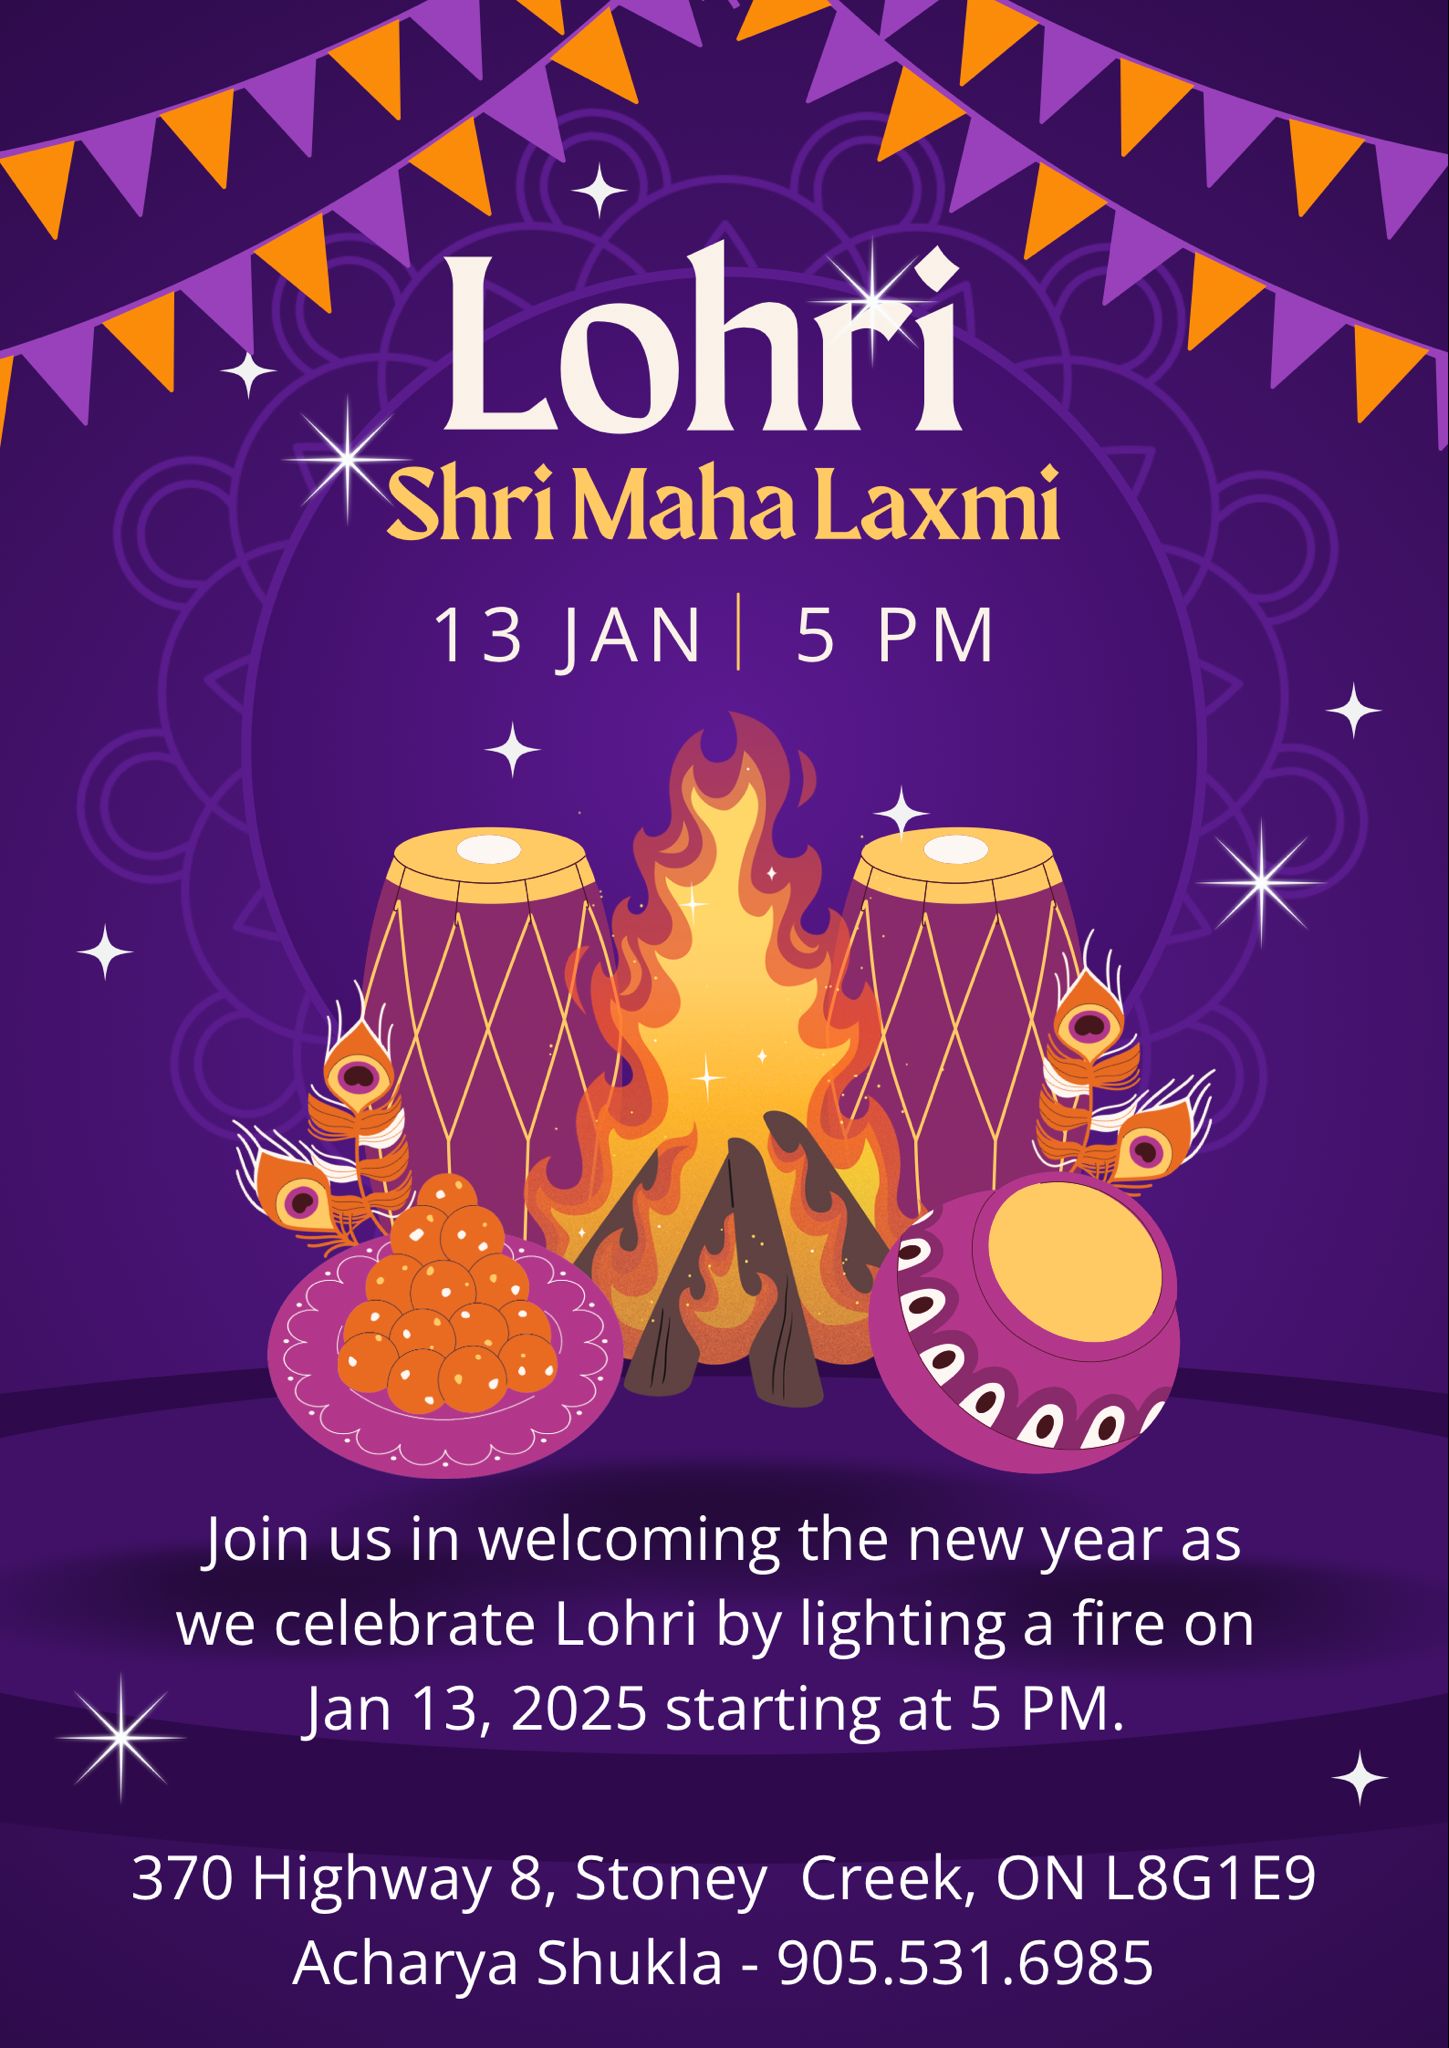 Lohri
Shri Maha Laxmi
13 JAN | 5 PM
Join us in welcoming the new year as
we celebrate Lohri by lighting a fire on
Jan 13, 2025 starting at 5 PM.
370 Highway 8, Stoney  Creek, ON L8G1E9
Acharya Shukla - 905.531.6985